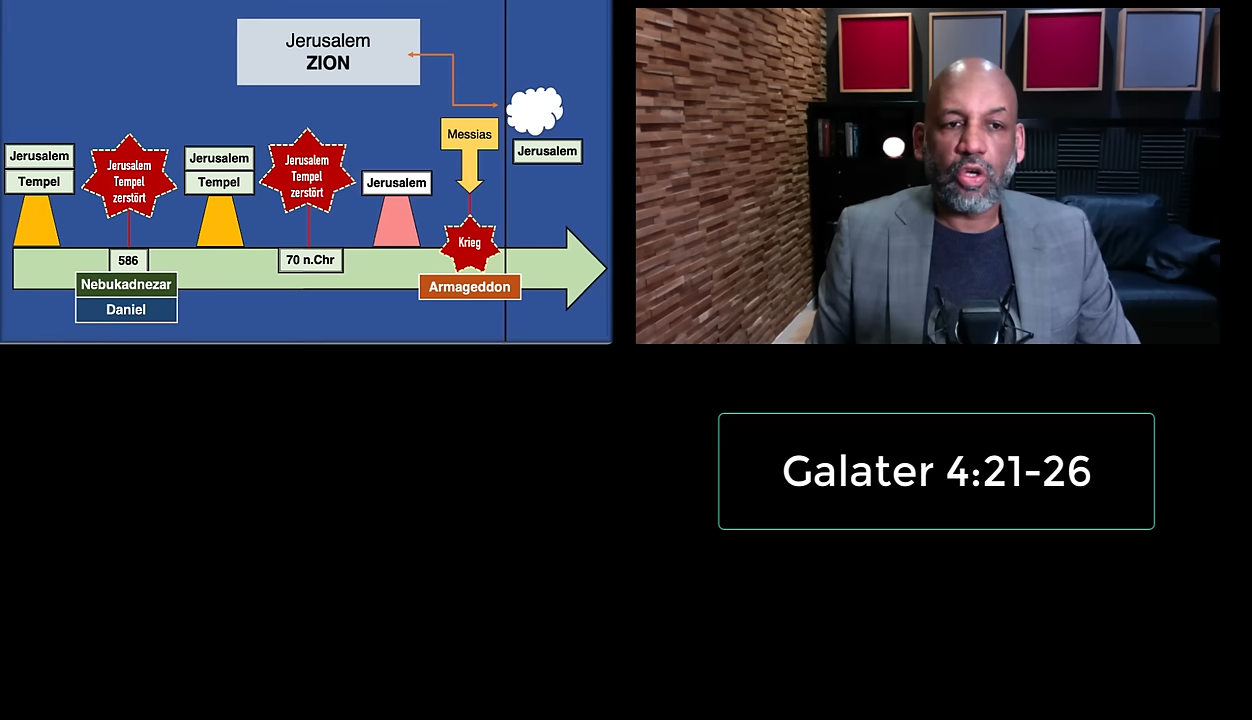 Jerusalem
ZION
Messias
Jerusalem
Jerusalem
Tempel
Jerusalem
Tempel
zerstört
Jerusalem
Tempel
Jerusalem
Tempel
zerstört
Jerusalem
Krieg
586
70 n.Chr
Nebukadnezar
Daniel
Armageddon
Galater 4:21-26